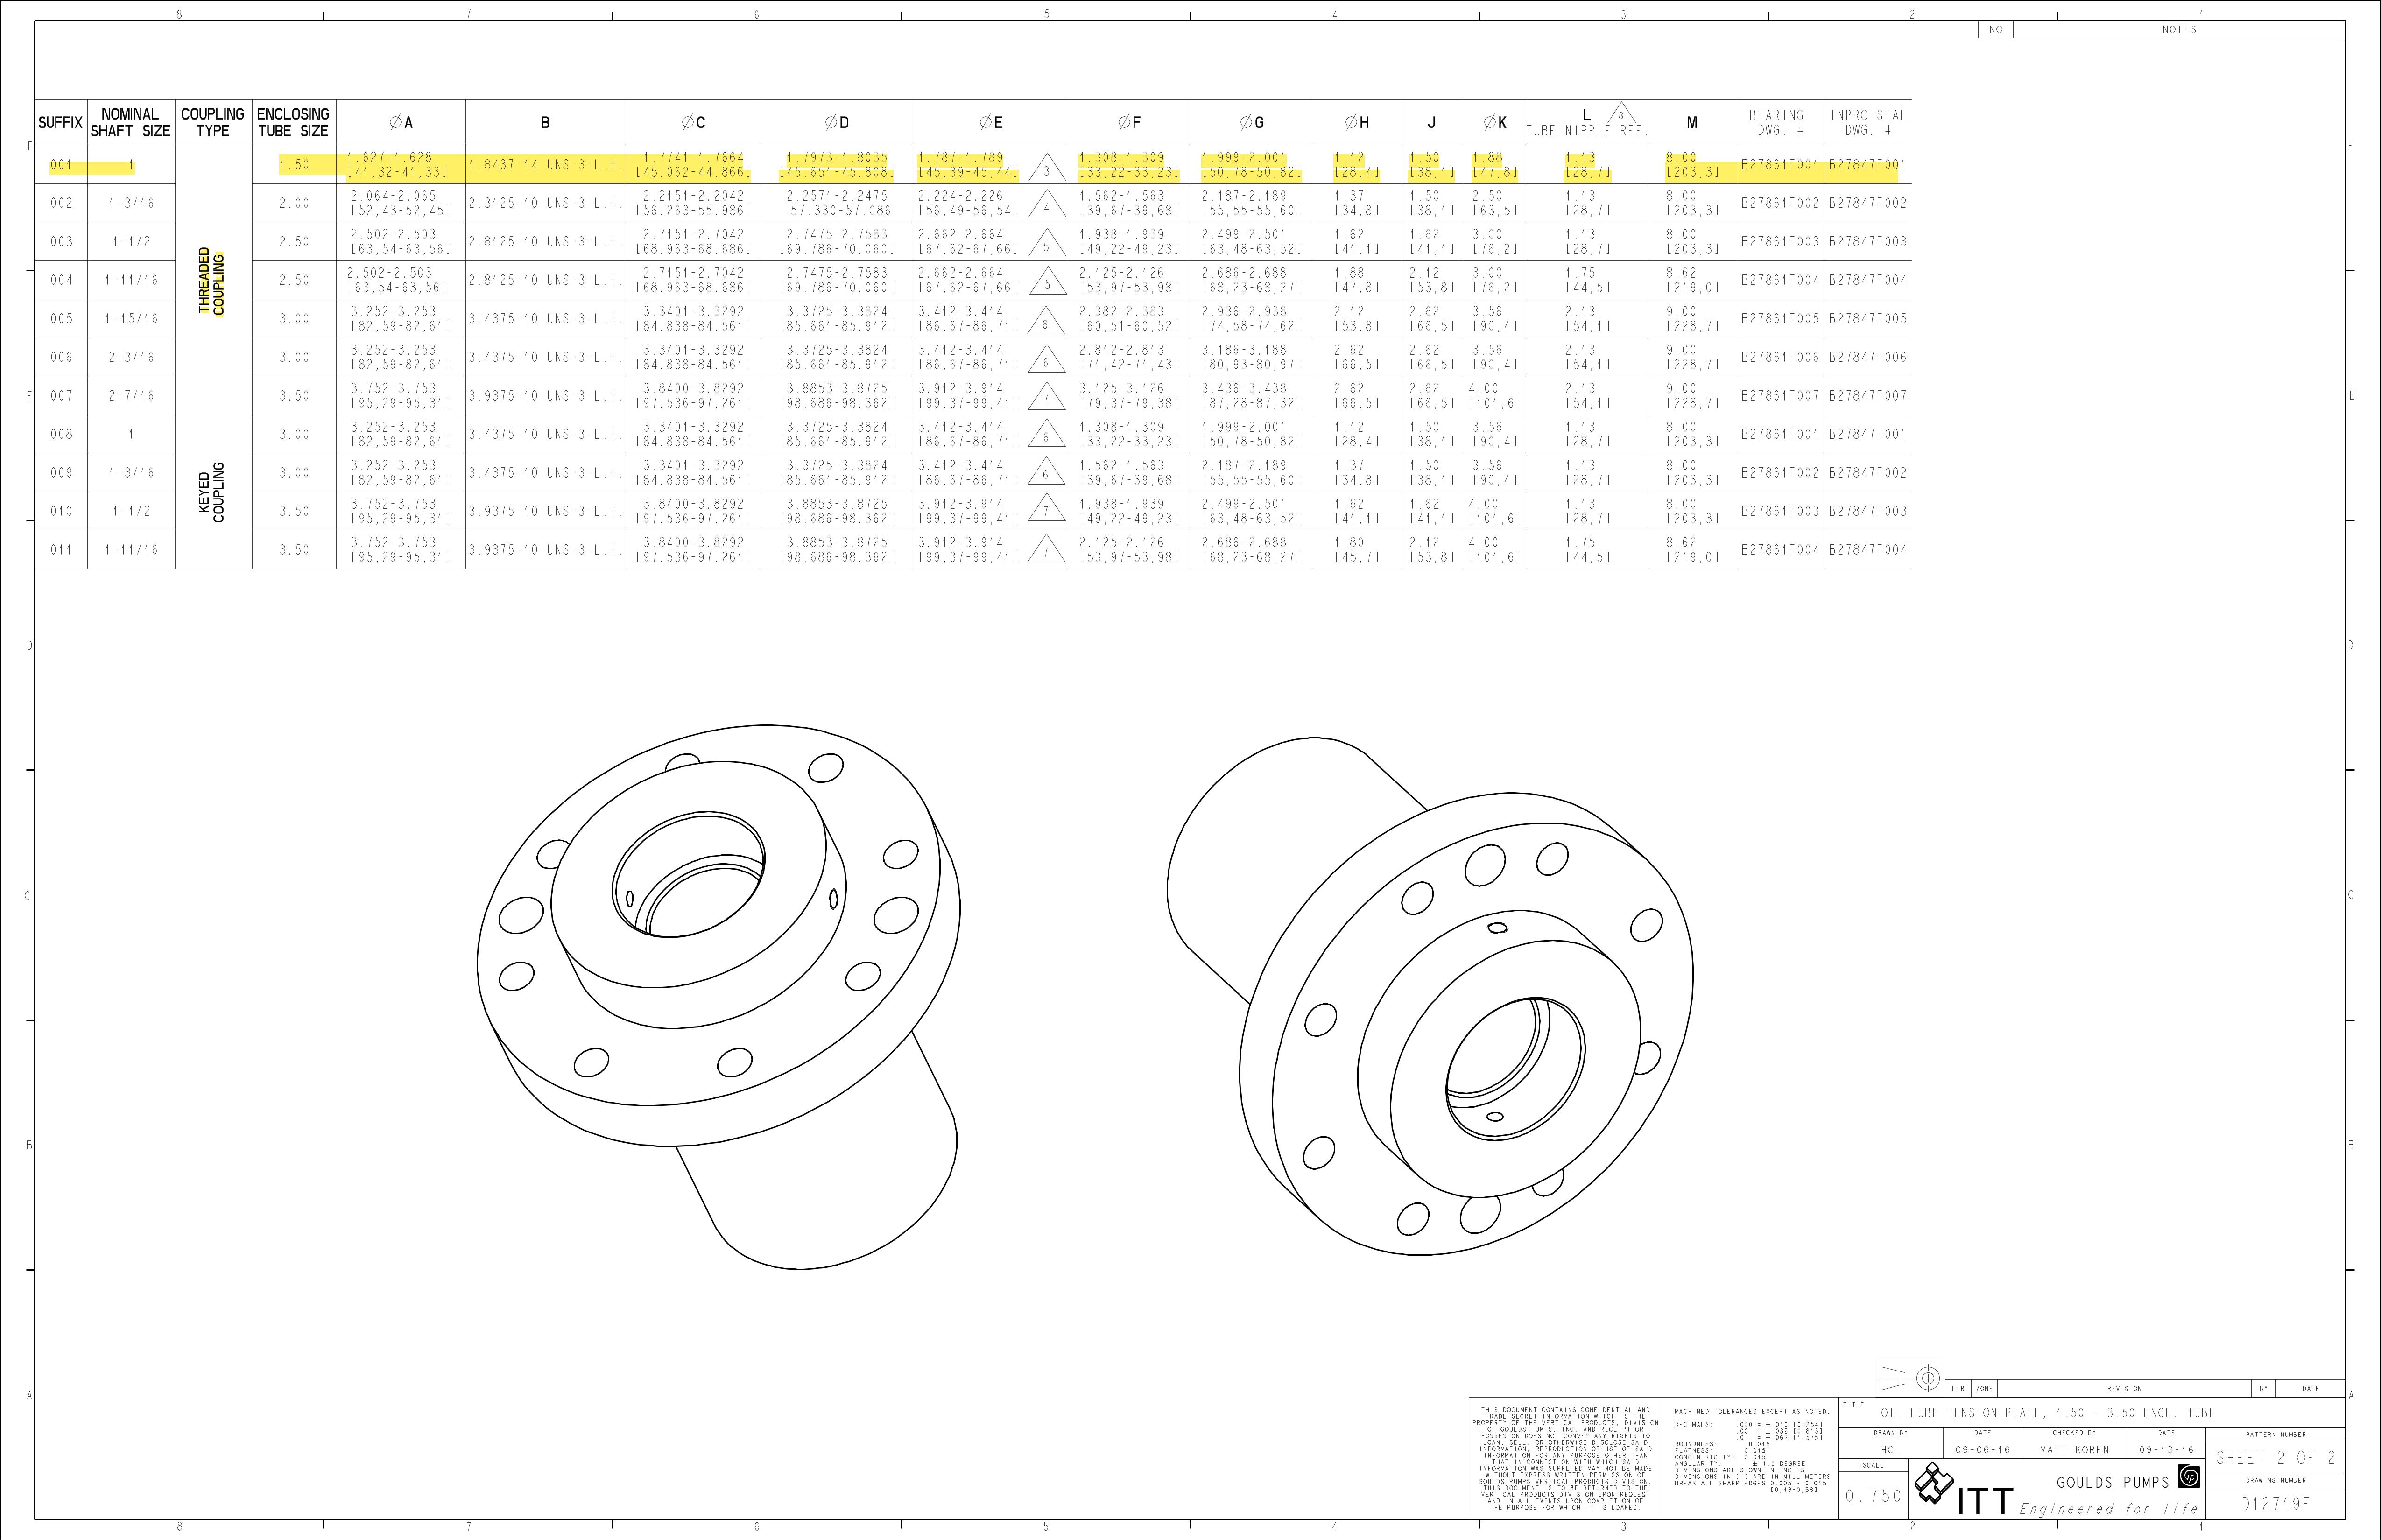 8 7 6 5 4 3 2 1
NO NOTES
SUFFIX NOMINAL SHAFT SIZE COUPLING TYPE ENCLOSING TUBE SIZE ØA B ØC ØD ØE ØF ØG ØH J ØK L 8 TUBE NIPPLE REF. M BEARING DWG. # INPRO SEAL DWG. #
F F
THREADED COUPLING
001 1 1.50 1.627-1.628 1.8437-14 UNS-3-L.H. 1.7741-1.7664 1.7973-1.8035 1.787-1.789 3 1.308-1.309 1.999-2.001 1.12 1.50 1.88 1.13 8.00 B27861F001 B27847F001
[41,32-41,33] [45.062-44.866] [45.651-45.808] [45,39-45,44] [33,22-33,23] [50,78-50,82] [28,4] [38,1] [47,8] [28,7] [203,3]
002 1-3/16 2.00 2.064-2.065 2.3125-10 UNS-3-L.H. 2.2151-2.2042 2.2571-2.2475 2.224-2.226 4 1.562-1.563 2.187-2.189 1.37 1.50 2.50 1.13 8.00 B27861F002 B27847F002
[52,43-52,45] [56.263-55.986] [57.330-57.086 [56,49-56,54] [39,67-39,68] [55,55-55,60] [34,8] [38,1] [63,5] [28,7] [203,3]
003 1-1/2 2.50 2.502-2.503 2.8125-10 UNS-3-L.H. 2.7151-2.7042 2.7475-2.7583 2.662-2.664 5 1.938-1.939 2.499-2.501 1.62 1.62 3.00 1.13 8.00 B27861F003 B27847F003
[63,54-63,56] [68.963-68.686] [69.786-70.060] [67,62-67,66] [49,22-49,23] [63,48-63,52] [41,1] [41,1] [76,2] [28,7] [203,3]
004 1-11/16 2.50 2.502-2.503 2.8125-10 UNS-3-L.H. 2.7151-2.7042 2.7475-2.7583 2.662-2.664 5 2.125-2.126 2.686-2.688 1.88 2.12 3.00 1.75 8.62 B27861F004 B27847F004
[63,54-63,56] [68.963-68.686] [69.786-70.060] [67,62-67,66] [53,97-53,98] [68,23-68,27] [47,8] [53,8] [76,2] [44,5] [219,0]
005 1-15/16 3.00 3.252-3.253 3.4375-10 UNS-3-L.H. 3.3401-3.3292 3.3725-3.3824 3.412-3.414 6 2.382-2.383 2.936-2.938 2.12 2.62 3.56 2.13 9.00 B27861F005 B27847F005
[82,59-82,61] [84.838-84.561] [85.661-85.912] [86,67-86,71] [60,51-60,52] [74,58-74,62] [53,8] [66,5] [90,4] [54,1] [228,7]
006 2-3/16 3.00 3.252-3.253 3.4375-10 UNS-3-L.H. 3.3401-3.3292 3.3725-3.3824 3.412-3.414 6 2.812-2.813 3.186-3.188 2.62 2.62 3.56 2.13 9.00 B27861F006 B27847F006
[82,59-82,61] [84.838-84.561] [85.661-85.912] [86,67-86,71] [71,42-71,43] [80,93-80,97] [66,5] [66,5] [90,4] [54,1] [228,7]
E E
007 2-7/16 3.50 3.752-3.753 3.9375-10 UNS-3-L.H. 3.8400-3.8292 3.8853-3.8725 3.912-3.914 7 3.125-3.126 3.436-3.438 2.62 2.62 4.00 2.13 9.00 B27861F007 B27847F007
[95,29-95,31] [97.536-97.261] [98.686-98.362] [99,37-99,41] [79,37-79,38] [87,28-87,32] [66,5] [66,5] [101,6] [54,1] [228,7]
KEYED COUPLING
008 1 3.00 3.252-3.253 3.4375-10 UNS-3-L.H. 3.3401-3.3292 3.3725-3.3824 3.412-3.414 6 1.308-1.309 1.999-2.001 1.12 1.50 3.56 1.13 8.00 B27861F001 B27847F001
[82,59-82,61] [84.838-84.561] [85.661-85.912] [86,67-86,71] [33,22-33,23] [50,78-50,82] [28,4] [38,1] [90,4] [28,7] [203,3]
009 1-3/16 3.00 3.252-3.253 3.4375-10 UNS-3-L.H. 3.3401-3.3292 3.3725-3.3824 3.412-3.414 6 1.562-1.563 2.187-2.189 1.37 1.50 3.56 1.13 8.00 B27861F002 B27847F002
[82,59-82,61] [84.838-84.561] [85.661-85.912] [86,67-86,71] [39,67-39,68] [55,55-55,60] [34,8] [38,1] [90,4] [28,7] [203,3]
010 1-1/2 3.50 3.752-3.753 3.9375-10 UNS-3-L.H. 3.8400-3.8292 3.8853-3.8725 3.912-3.914 7 1.938-1.939 2.499-2.501 1.62 1.62 4.00 1.13 8.00 B27861F003 B27847F003
[95,29-95,31] [97.536-97.261] [98.686-98.362] [99,37-99,41] [49,22-49,23] [63,48-63,52] [41,1] [41,1] [101,6] [28,7] [203,3]
011 1-11/16 3.50 3.752-3.753 3.9375-10 UNS-3-L.H. 3.8400-3.8292 3.8853-3.8725 3.912-3.914 7 2.125-2.126 2.686-2.688 1.80 2.12 4.00 1.75 8.62 B27861F004 B27847F004
[95,29-95,31] [97.536-97.261] [98.686-98.362] [99,37-99,41] [53,97-53,98] [68,23-68,27] [45,7] [53,8] [101,6] [44,5] [219,0]
D D
C C
B B
A A
LTR ZONE REVISION BY DATE
THIS DOCUMENT CONTAINS CONFIDENTIAL AND
TRADE SECRET INFORMATION WHICH IS THE
PROPERTY OF THE VERTICAL PRODUCTS, DIVISION
OF GOULDS PUMPS, INC. AND RECEIPT OR
POSSESION DOES NOT CONVEY ANY RIGHTS TO
LOAN, SELL, OR OTHERWISE DISCLOSE SAID
INFORMATION, REPRODUCTION OR USE OF SAID
INFORMATION FOR ANY PURPOSE OTHER THAN
THAT IN CONNECTION WITH WHICH SAID
INFORMATION WAS SUPPLIED MAY NOT BE MADE
WITHOUT EXPRESS WRITTEN PERMISSION OF
GOULDS PUMPS VERTICAL PRODUCTS DIVISION.
THIS DOCUMENT IS TO BE RETURNED TO THE
VERTICAL PRODUCTS DIVISION UPON REQUEST
AND IN ALL EVENTS UPON COMPLETION OF
THE PURPOSE FOR WHICH IT IS LOANED.
MACHINED TOLERANCES EXCEPT AS NOTED:
DECIMALS: .000 = ±.010 [0,254]
.00 = ±.032 [0,813]
.0 = ±.062 [1,575]
ROUNDNESS: 0.015
FLATNESS: 0.015
CONCENTRICITY: 0.015
ANGULARITY: ± 1.0 DEGREE
DIMENSIONS ARE SHOWN IN INCHES
DIMENSIONS IN [ ] ARE IN MILLIMETERS
BREAK ALL SHARP EDGES 0.005 - 0.015
[0,13-0,38]
TITLE OIL LUBE TENSION PLATE, 1.50 - 3.50 ENCL. TUBE
DRAWN BY DATE CHECKED BY DATE PATTERN NUMBER
HCL 09-06-16 MATT KOREN 09-13-16 SHEET 2 OF 2
SCALE 0.750
ITT GOULDS PUMPS
Engineered for life
DRAWING NUMBER
D12719F
8 7 6 5 4 3 2 1